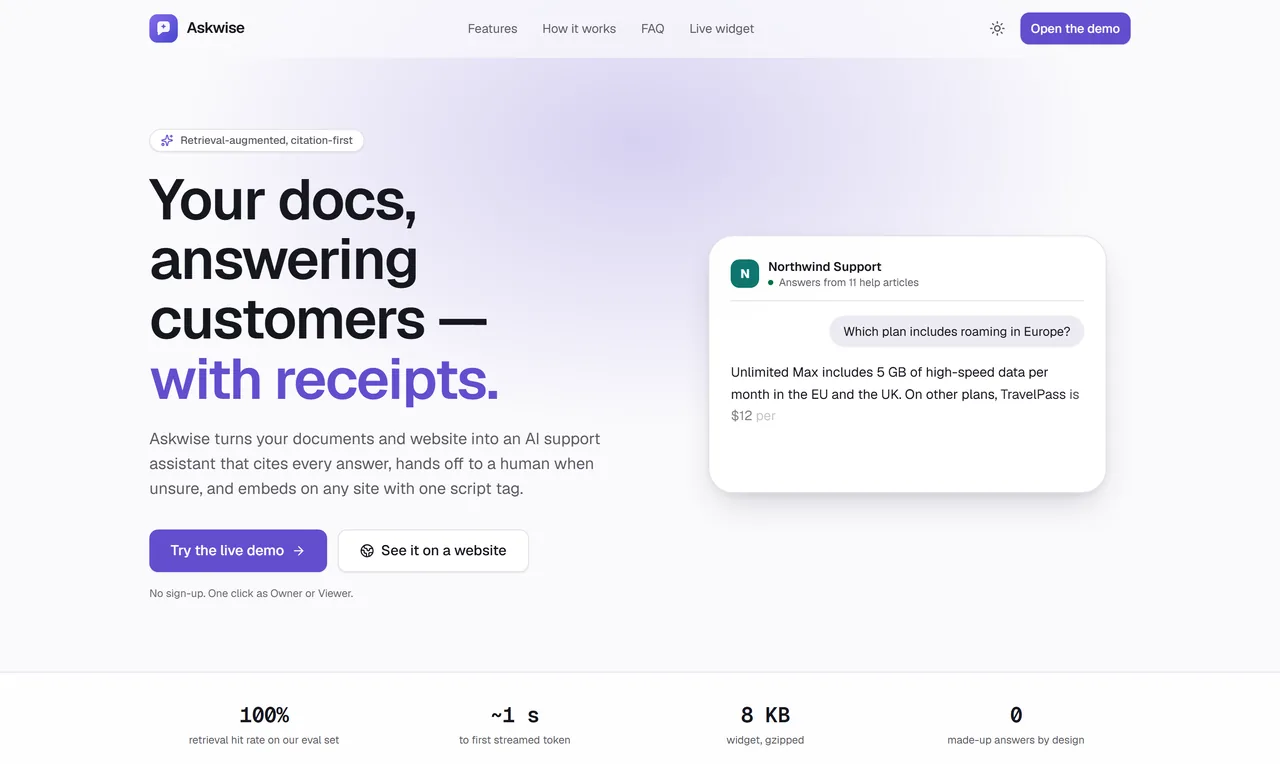 Askwise
Features
How it works
FAQ
Live widget
Open the demo
Retrieval-augmented, citation-first
Your docs,
answering
customers —
with receipts.
Askwise turns your documents and website into an AI support
assistant that cites every answer, hands off to a human when
unsure, and embeds on any site with one script tag.
Try the live demo →
See it on a website
No sign-up. One click as Owner or Viewer.
N
Northwind Support
Answers from 11 help articles
Which plan includes roaming in Europe?
Unlimited Max includes 5 GB of high-speed data per
month in the EU and the UK. On other plans, TravelPass is
$12 per
100%
retrieval hit rate on our eval set
~1 s
to first streamed token
8 KB
widget, gzipped
0
made-up answers by design